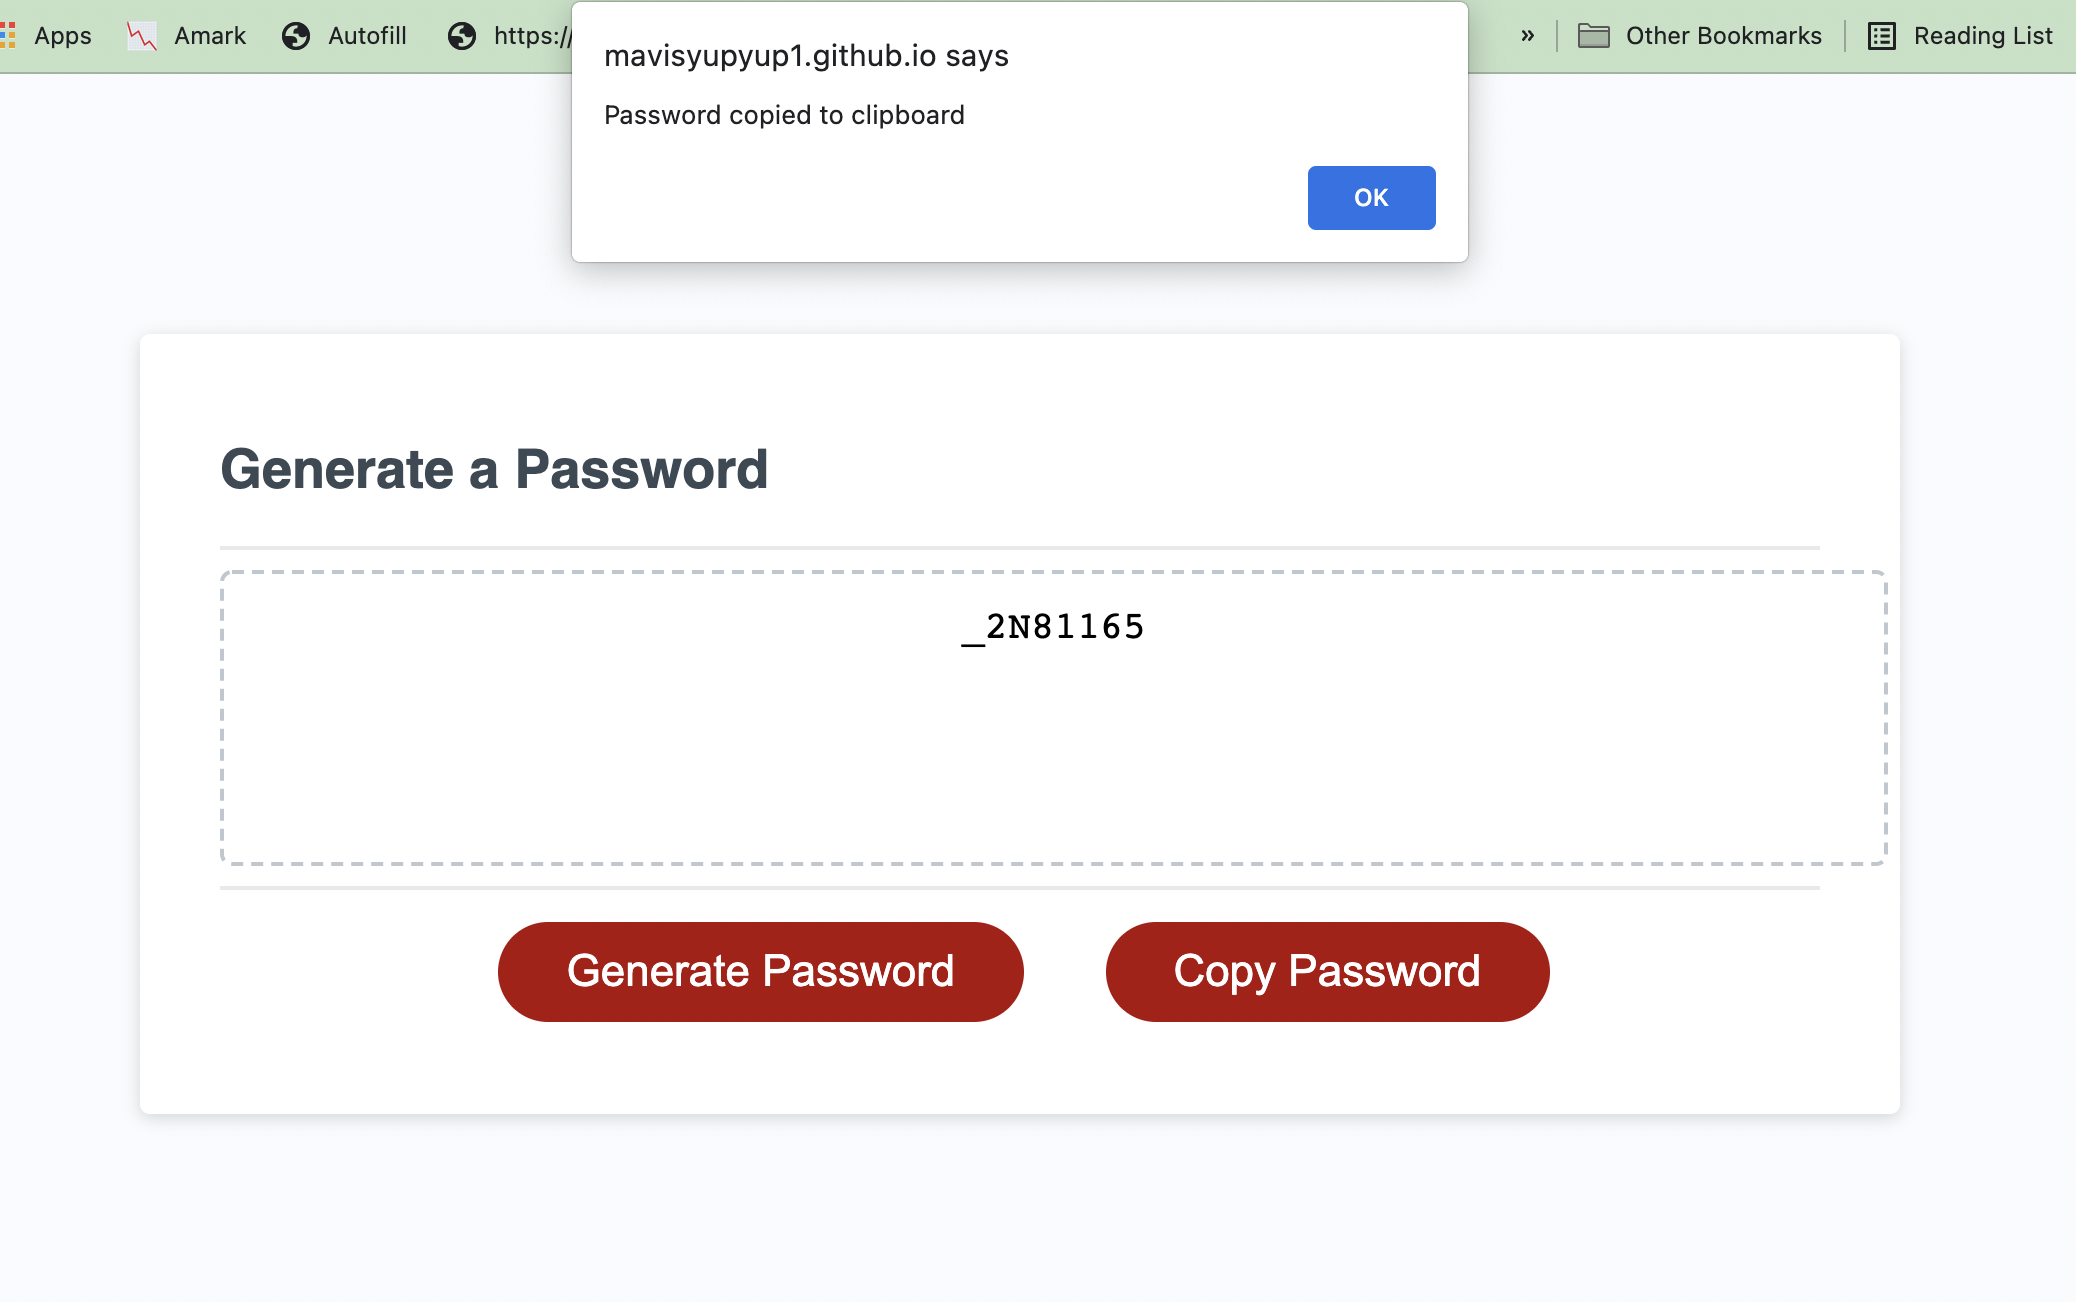 Apps Amark Autofill https:// » Other Bookmarks Reading List
mavisyupyup1.github.io says
Password copied to clipboard
OK
Generate a Password
_2N81165
Generate Password Copy Password